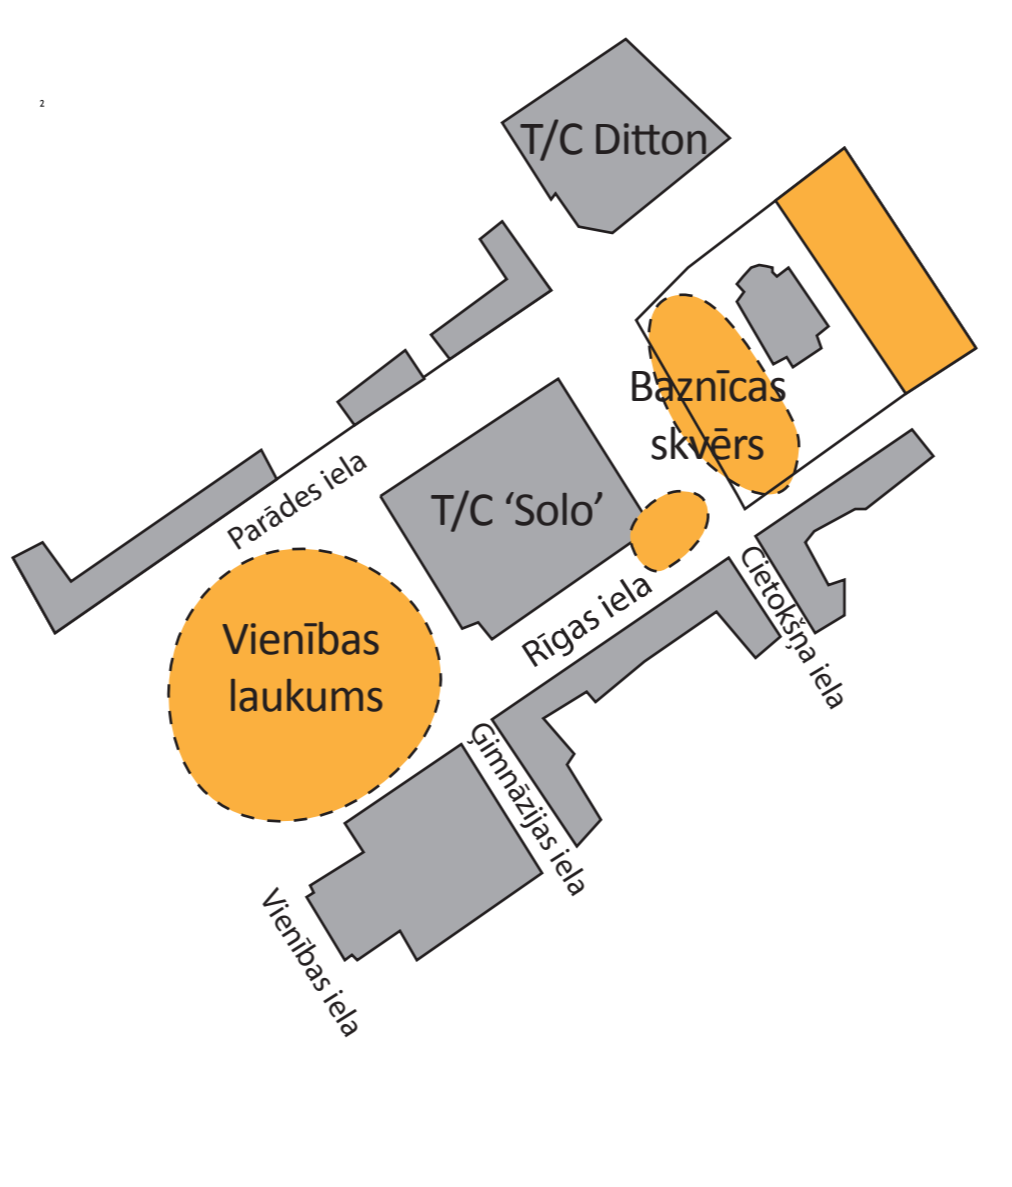 2
T/C Ditton
Baznīcas
skvērs
Parādes iela
T/C ‘Solo’
Cietokšņa iela
Rīgas iela
Vienības
laukums
Ģimnāzijas iela
Vienības iela